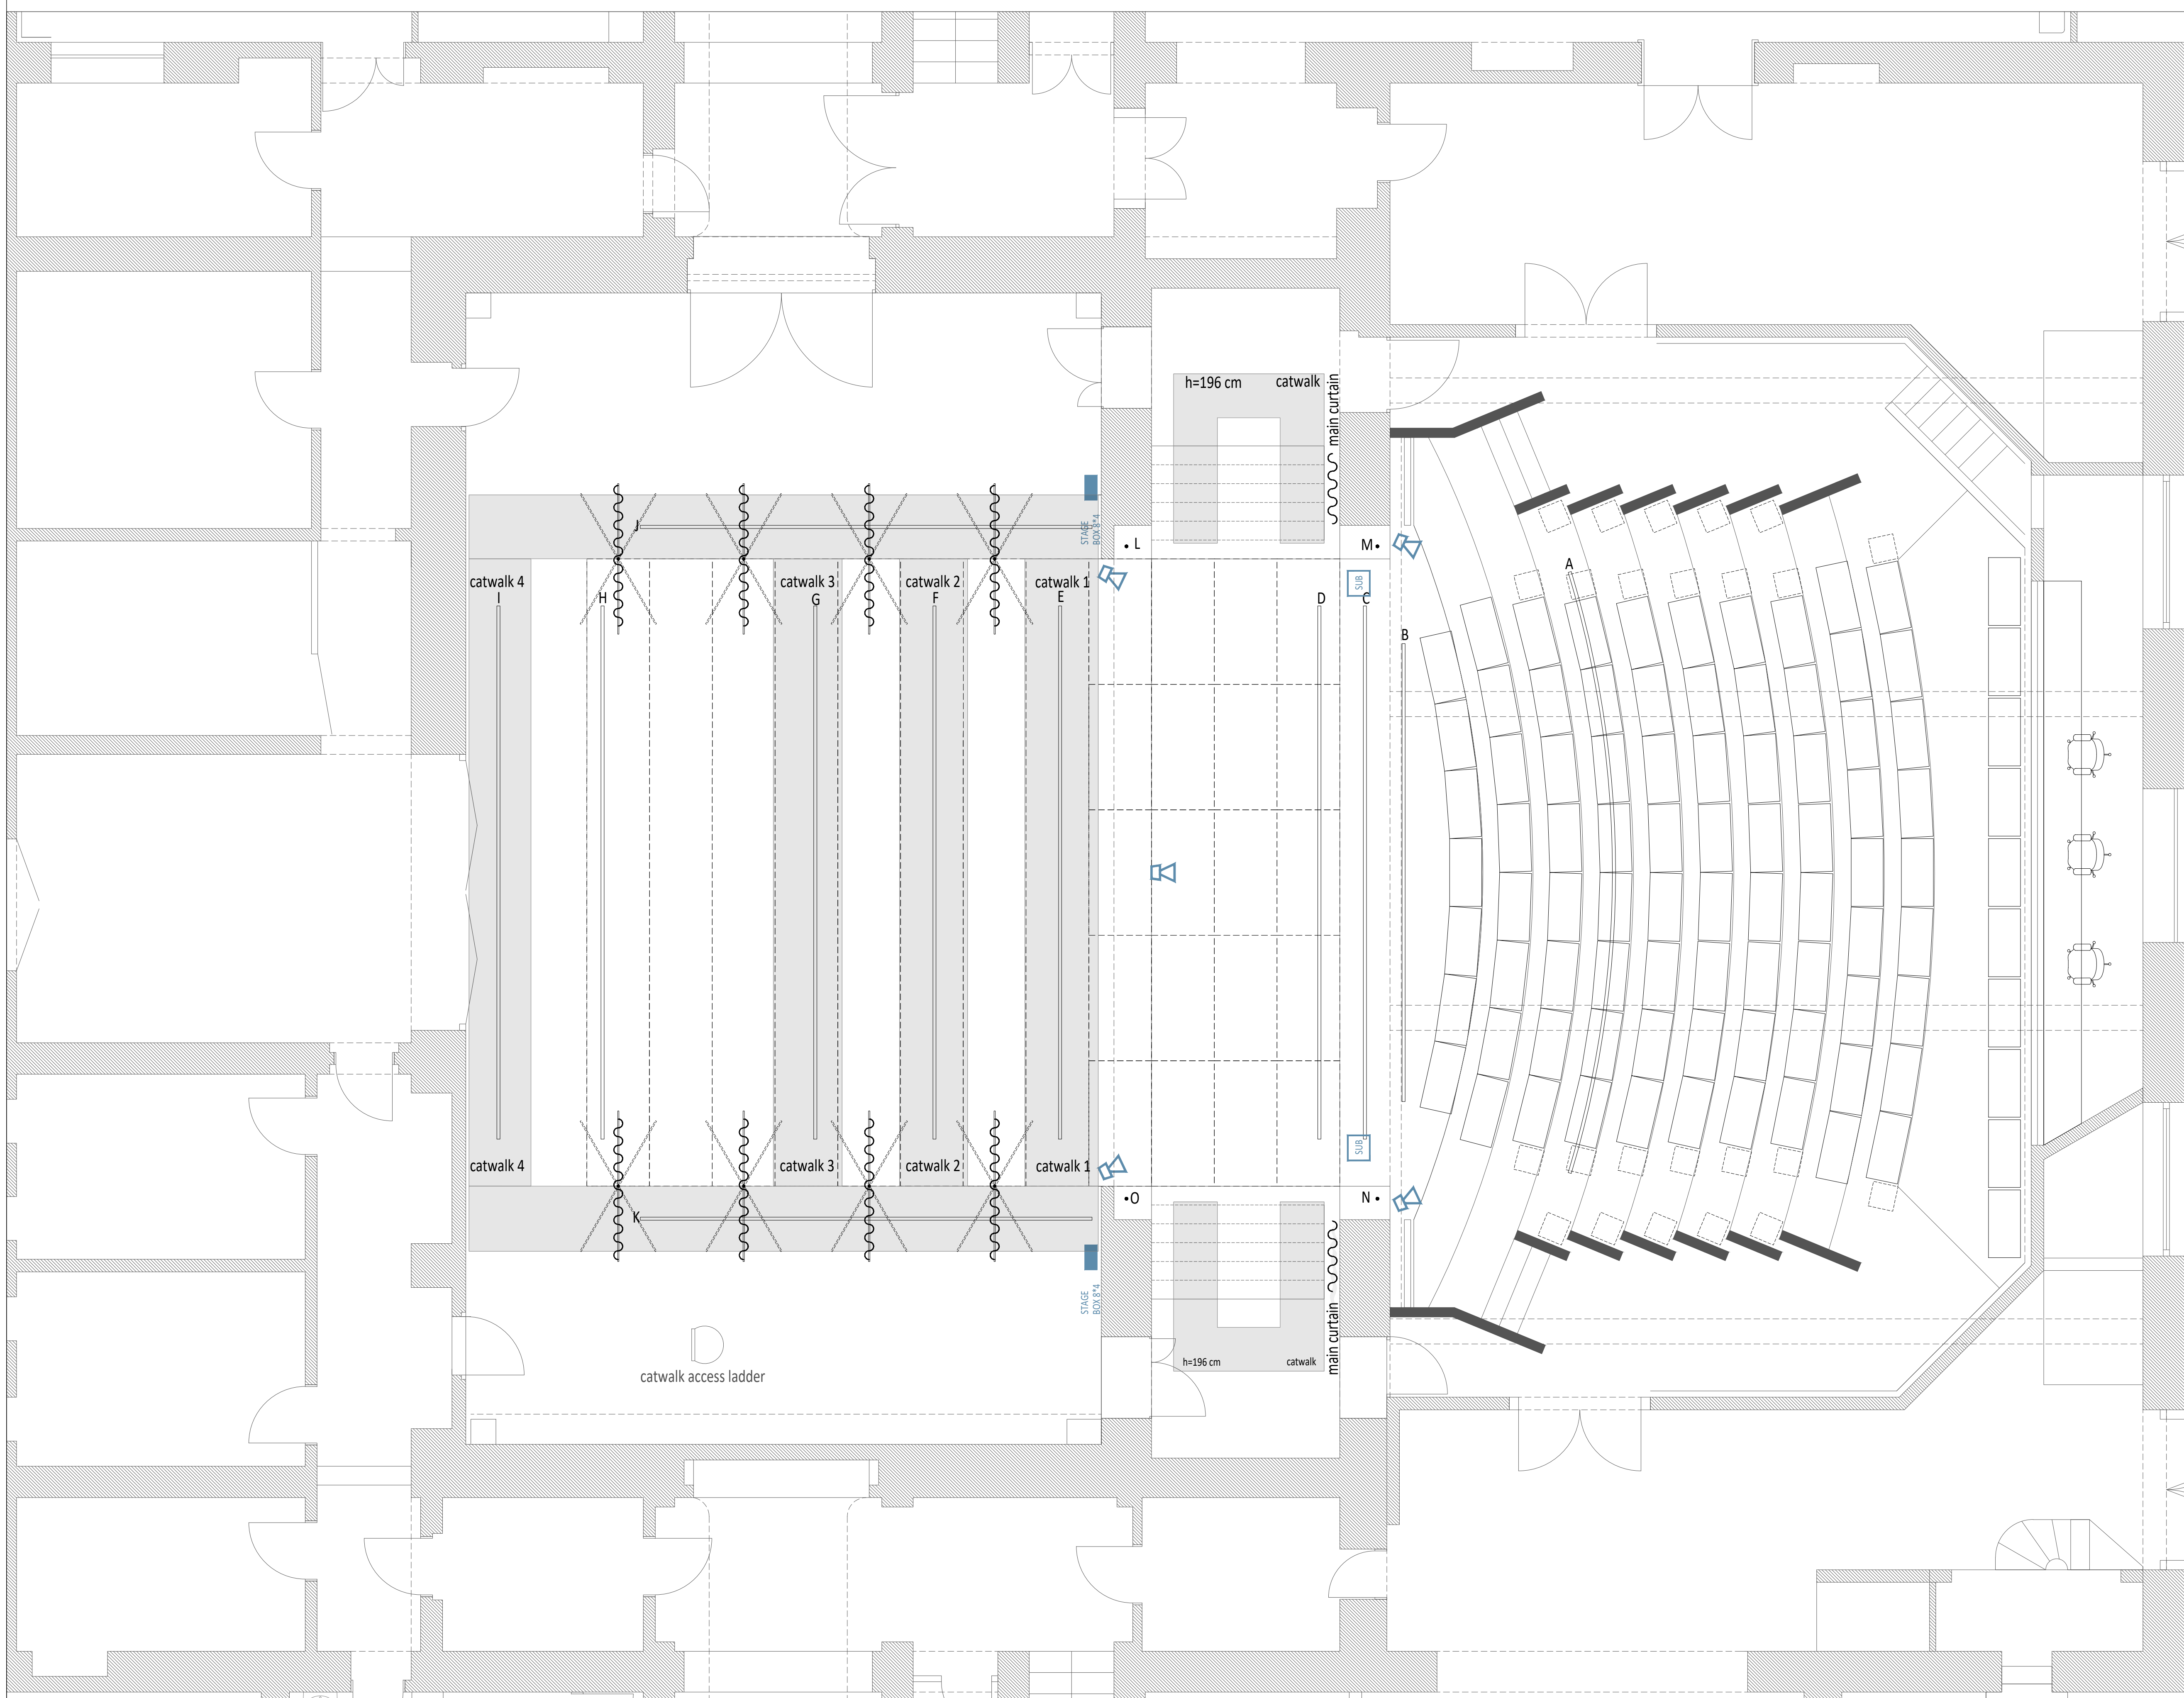 h=196 cm
catwalk
main curtain
STAGE
BOX 8*4
J
L
M
A
catwalk 4
catwalk 3
catwalk 2
catwalk 1
SUB
I
H
G
F
E
D
C
B
catwalk 4
catwalk 3
catwalk 2
catwalk 1
SUB
K
O
N
STAGE
BOX 8*4
main curtain
h=196 cm
catwalk
catwalk access ladder